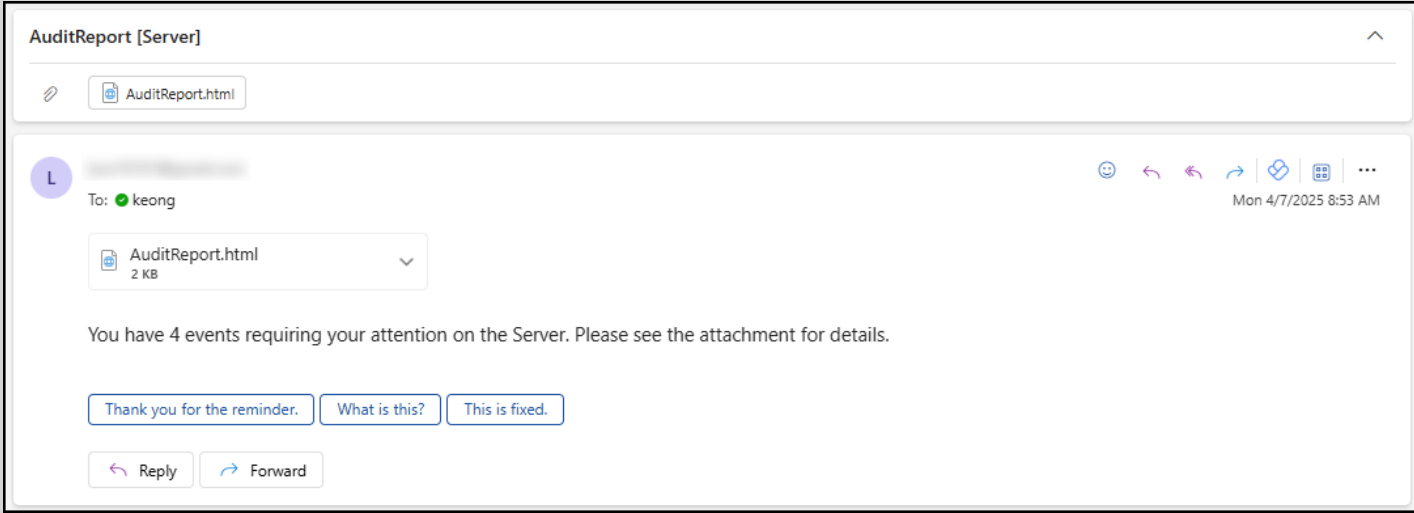 AuditReport [Server]
AuditReport.html
L
To: keong
Mon 4/7/2025 8:53 AM
AuditReport.html
2 KB
You have 4 events requiring your attention on the Server. Please see the attachment for details.
Thank you for the reminder. What is this? This is fixed.
Reply Forward